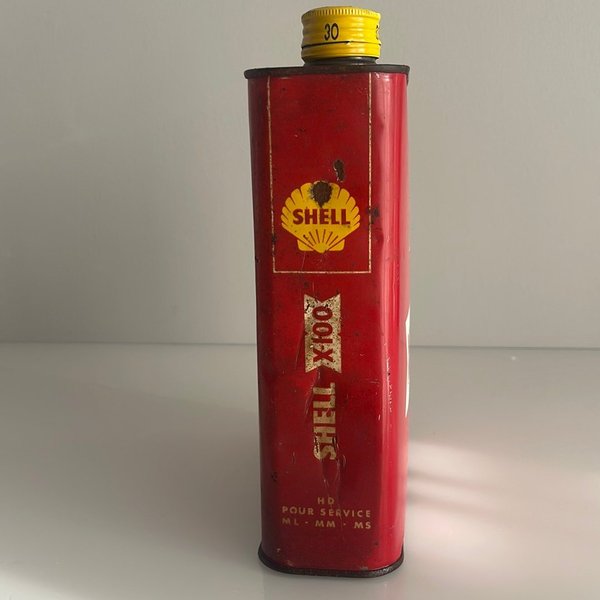 30
SHELL
SHELL X-100
HD
POUR SERVICE
ML - MM - MS